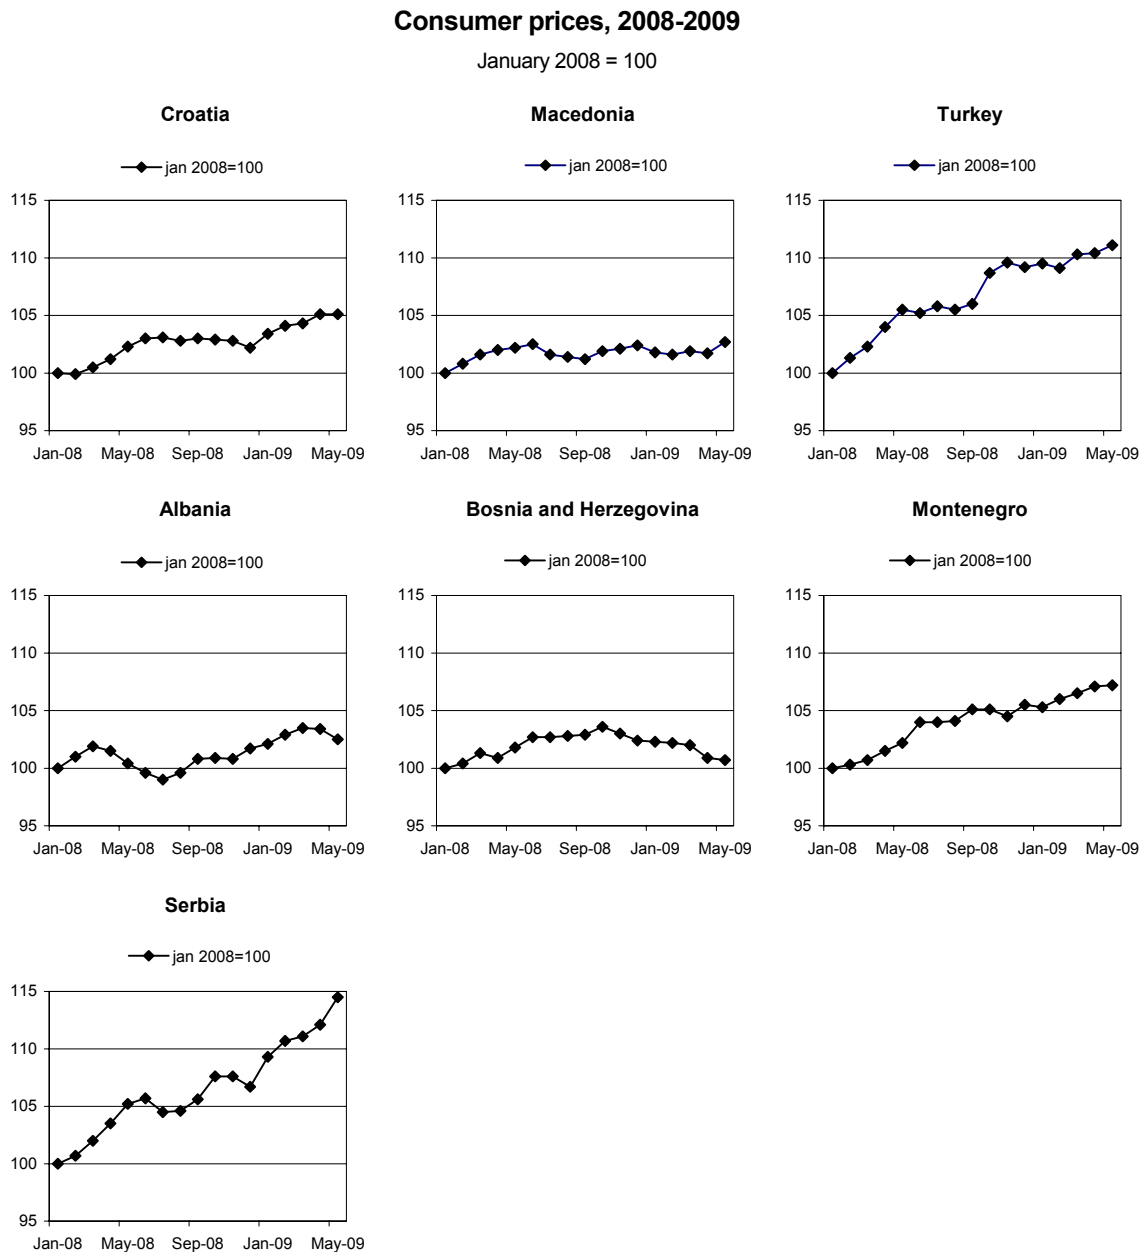 Consumer prices, 2008-2009
January 2008 = 100
Croatia
jan 2008=100
115
110
105
100
95
Jan-08 May-08 Sep-08 Jan-09 May-09
Macedonia
jan 2008=100
115
110
105
100
95
Jan-08 May-08 Sep-08 Jan-09 May-09
Turkey
jan 2008=100
115
110
105
100
95
Jan-08 May-08 Sep-08 Jan-09 May-09
Albania
jan 2008=100
115
110
105
100
95
Jan-08 May-08 Sep-08 Jan-09 May-09
Bosnia and Herzegovina
jan 2008=100
115
110
105
100
95
Jan-08 May-08 Sep-08 Jan-09 May-09
Montenegro
jan 2008=100
115
110
105
100
95
Jan-08 May-08 Sep-08 Jan-09 May-09
Serbia
jan 2008=100
115
110
105
100
95
Jan-08 May-08 Sep-08 Jan-09 May-09